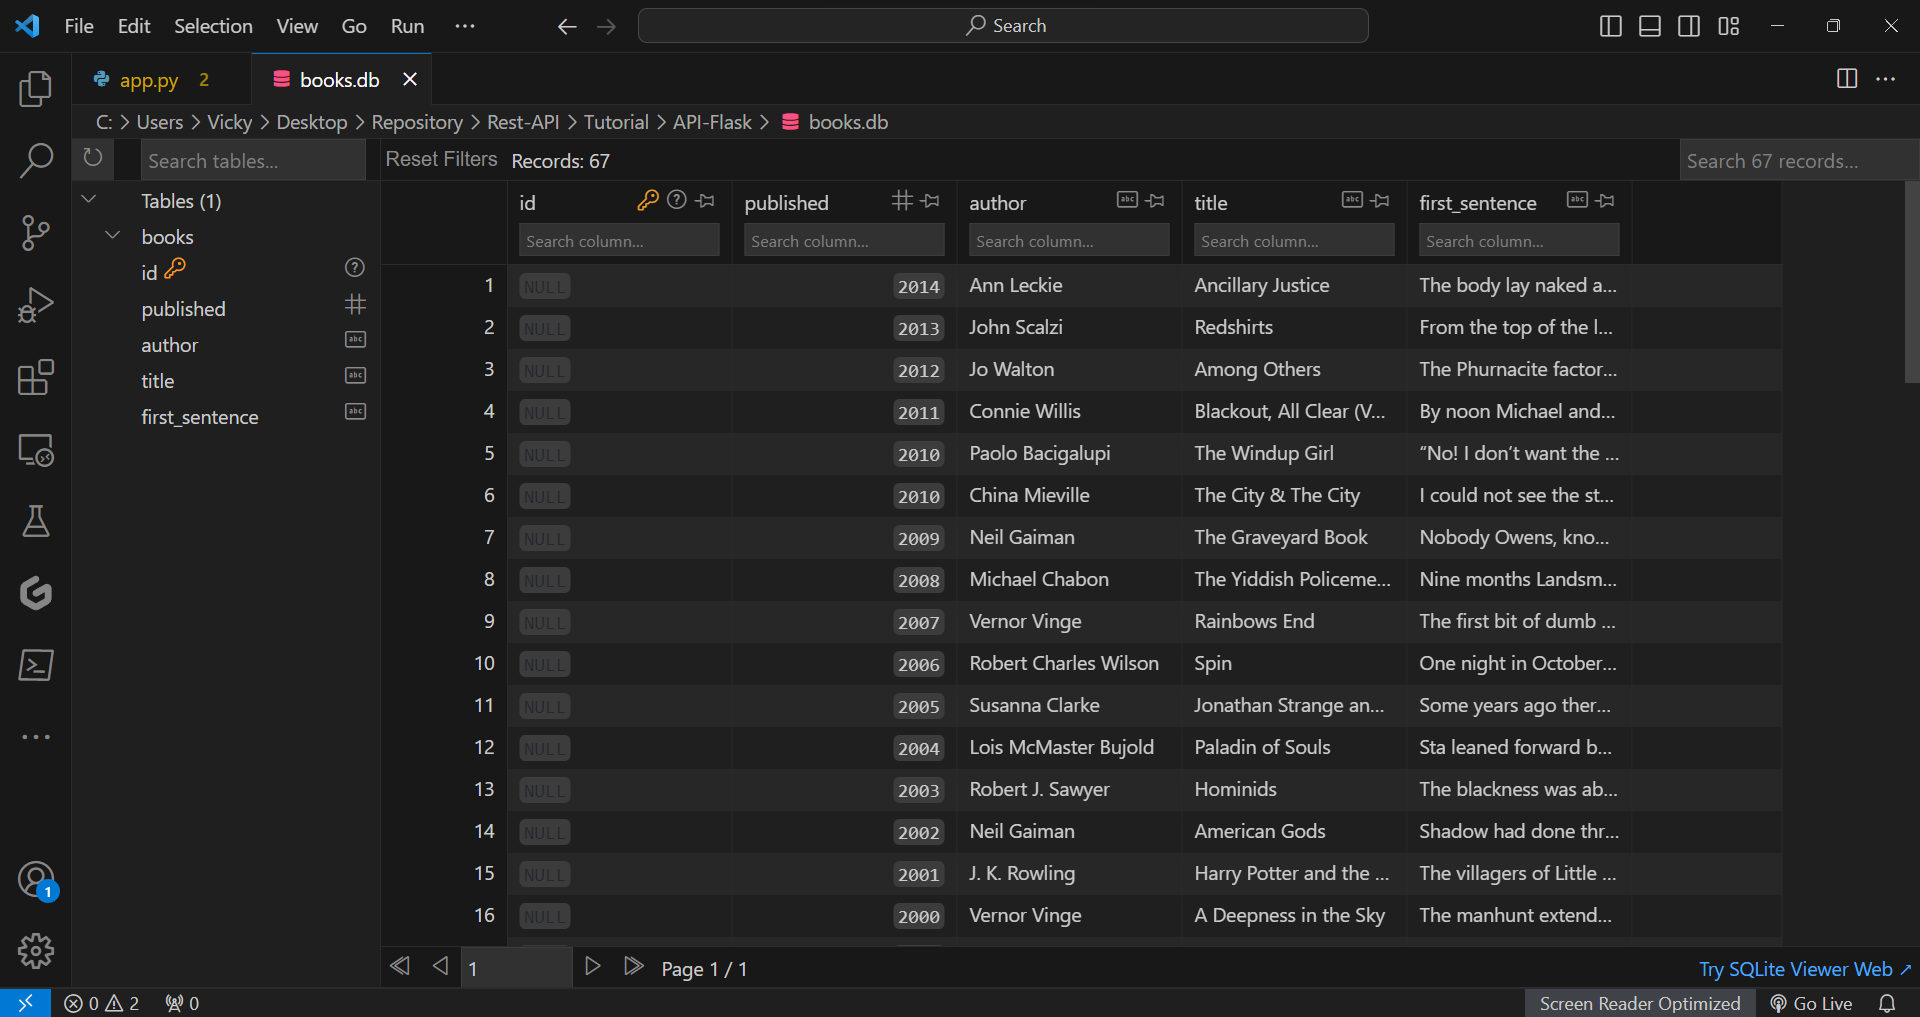 File Edit Selection View Go Run ··· Search
app.py 2 books.db
C: > Users > Vicky > Desktop > Repository > Rest-API > Tutorial > API-Flask > books.db
Search tables... Reset Filters Records: 67 Search 67 records...
Tables (1)
books
id
published
author
title
first_sentence
id published author title first_sentence
Search column... Search column... Search column... Search column... Search column...
1 NULL 2014 Ann Leckie Ancillary Justice The body lay naked a...
2 NULL 2013 John Scalzi Redshirts From the top of the l...
3 NULL 2012 Jo Walton Among Others The Phurnacite factor...
4 NULL 2011 Connie Willis Blackout, All Clear (V... By noon Michael and...
5 NULL 2010 Paolo Bacigalupi The Windup Girl “No! I don’t want the ...
6 NULL 2010 China Mieville The City & The City I could not see the st...
7 NULL 2009 Neil Gaiman The Graveyard Book Nobody Owens, kno...
8 NULL 2008 Michael Chabon The Yiddish Policeme... Nine months Landsm...
9 NULL 2007 Vernor Vinge Rainbows End The first bit of dumb ...
10 NULL 2006 Robert Charles Wilson Spin One night in October...
11 NULL 2005 Susanna Clarke Jonathan Strange an... Some years ago ther...
12 NULL 2004 Lois McMaster Bujold Paladin of Souls Sta leaned forward b...
13 NULL 2003 Robert J. Sawyer Hominids The blackness was ab...
14 NULL 2002 Neil Gaiman American Gods Shadow had done thr...
15 NULL 2001 J. K. Rowling Harry Potter and the ... The villagers of Little ...
16 NULL 2000 Vernor Vinge A Deepness in the Sky The manhunt extend...
1 Page 1 / 1 Try SQLite Viewer Web ↗
1
0 2 0 Screen Reader Optimized Go Live